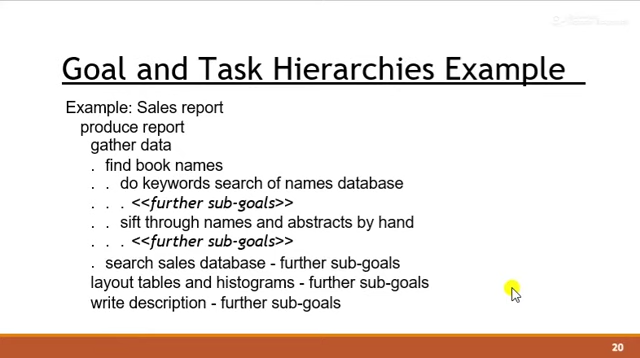 Goal and Task Hierarchies Example
Example: Sales report
produce report
gather data
. find book names
. . do keywords search of names database
. . . <<further sub-goals>>
. . sift through names and abstracts by hand
. . . <<further sub-goals>>
. search sales database - further sub-goals
layout tables and histograms - further sub-goals
write description - further sub-goals
20